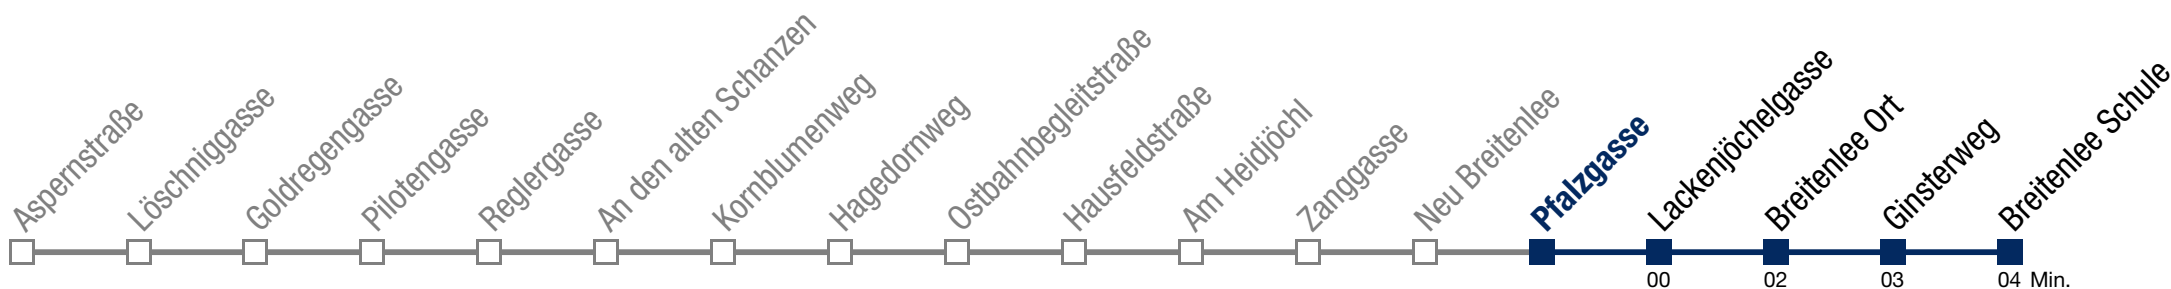 Aspernstraße
Löschniggasse
Goldregengasse
Pilotengasse
Reglergasse
An den alten Schanzen
Kornblumenweg
Hagedornweg
Ostbahnbegleitstraße
Hausfeldstraße
Am Heidjöchl
Zanggasse
Neu Breitenlee
Pfalzgasse
Lackenjöchelgasse
Breitenlee Ort
Ginsterweg
Breitenlee Schule
00 02 03 04 Min.